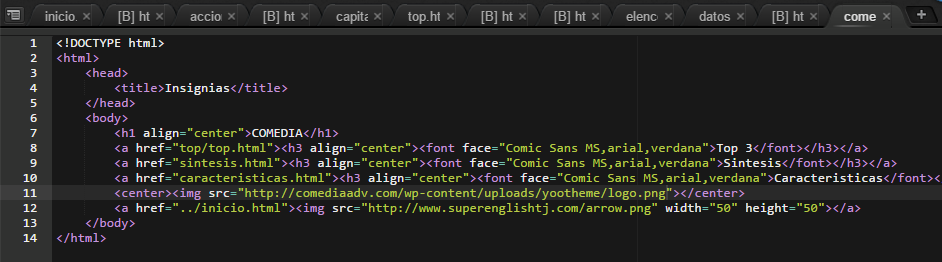 inicio. [B] ht accion [B] ht capita top.ht [B] ht [B] ht elenco datos [B] ht come
1 <!DOCTYPE html>
2 <html>
3 <head>
4 <title>Insignias</title>
5 </head>
6 <body>
7 <h1 align="center">COMEDIA</h1>
8 <a href="top/top.html"><h3 align="center"><font face="Comic Sans MS,arial,verdana">Top 3</font></h3></a>
9 <a href="sintesis.html"><h3 align="center"><font face="Comic Sans MS,arial,verdana">Sintesis</font></h3></a>
10 <a href="caracteristicas.html"><h3 align="center"><font face="Comic Sans MS,arial,verdana">Caracteristicas</font><
11 <center><img src="http://comediaadv.com/wp-content/uploads/yootheme/logo.png"></center>
12 <a href="../inicio.html"><img src="http://www.superenglishtj.com/arrow.png" width="50" height="50"></a>
13 </body>
14 </html>